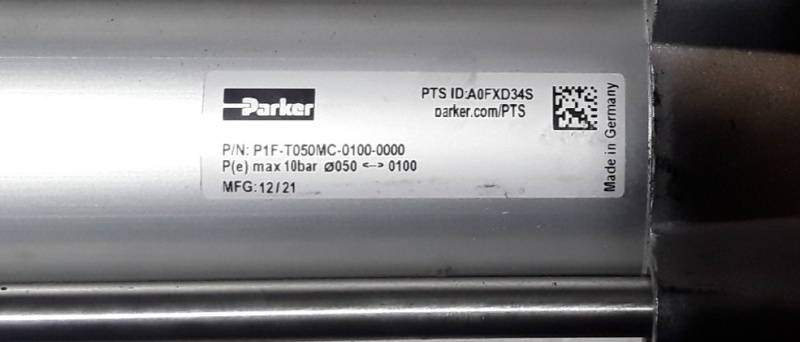 Parker
PTS ID:A0FXD34S
parker.com/PTS
P/N: P1F-T050MC-0100-0000
P(e) max 10bar Ø050 <--> 0100
MFG: 12/21
Made in Germany